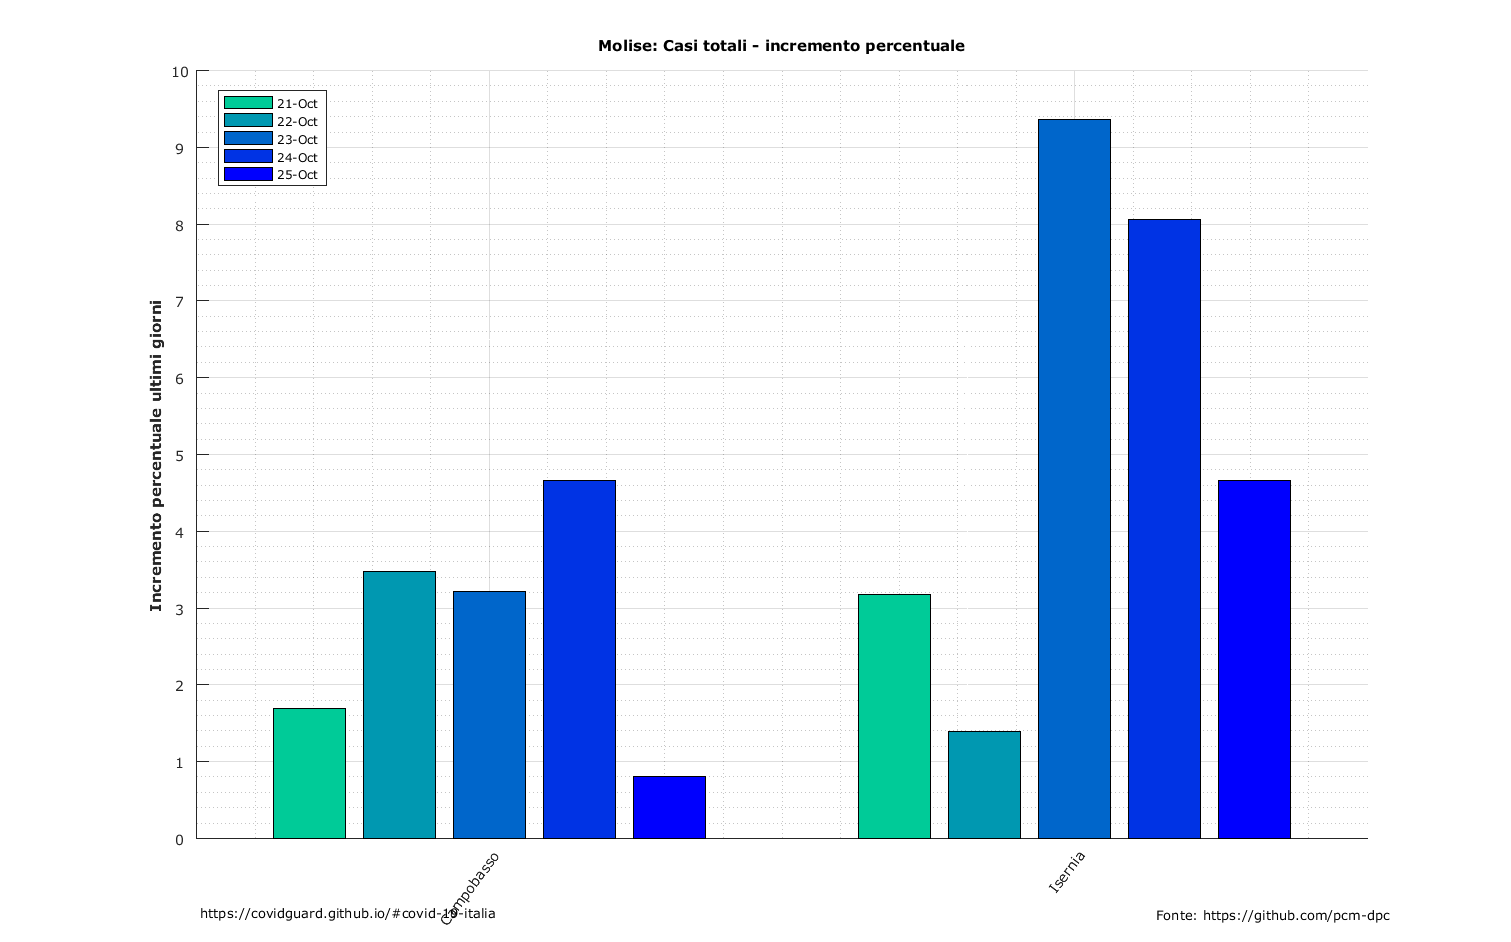 Molise: Casi totali - incremento percentuale
10
9
8
7
6
5
4
3
2
1
0
21-Oct
22-Oct
23-Oct
24-Oct
25-Oct
Incremento percentuale ultimi giorni
Campobasso
Isernia
https://covidguard.github.io/#covid-19-italia
Fonte: https://github.com/pcm-dpc